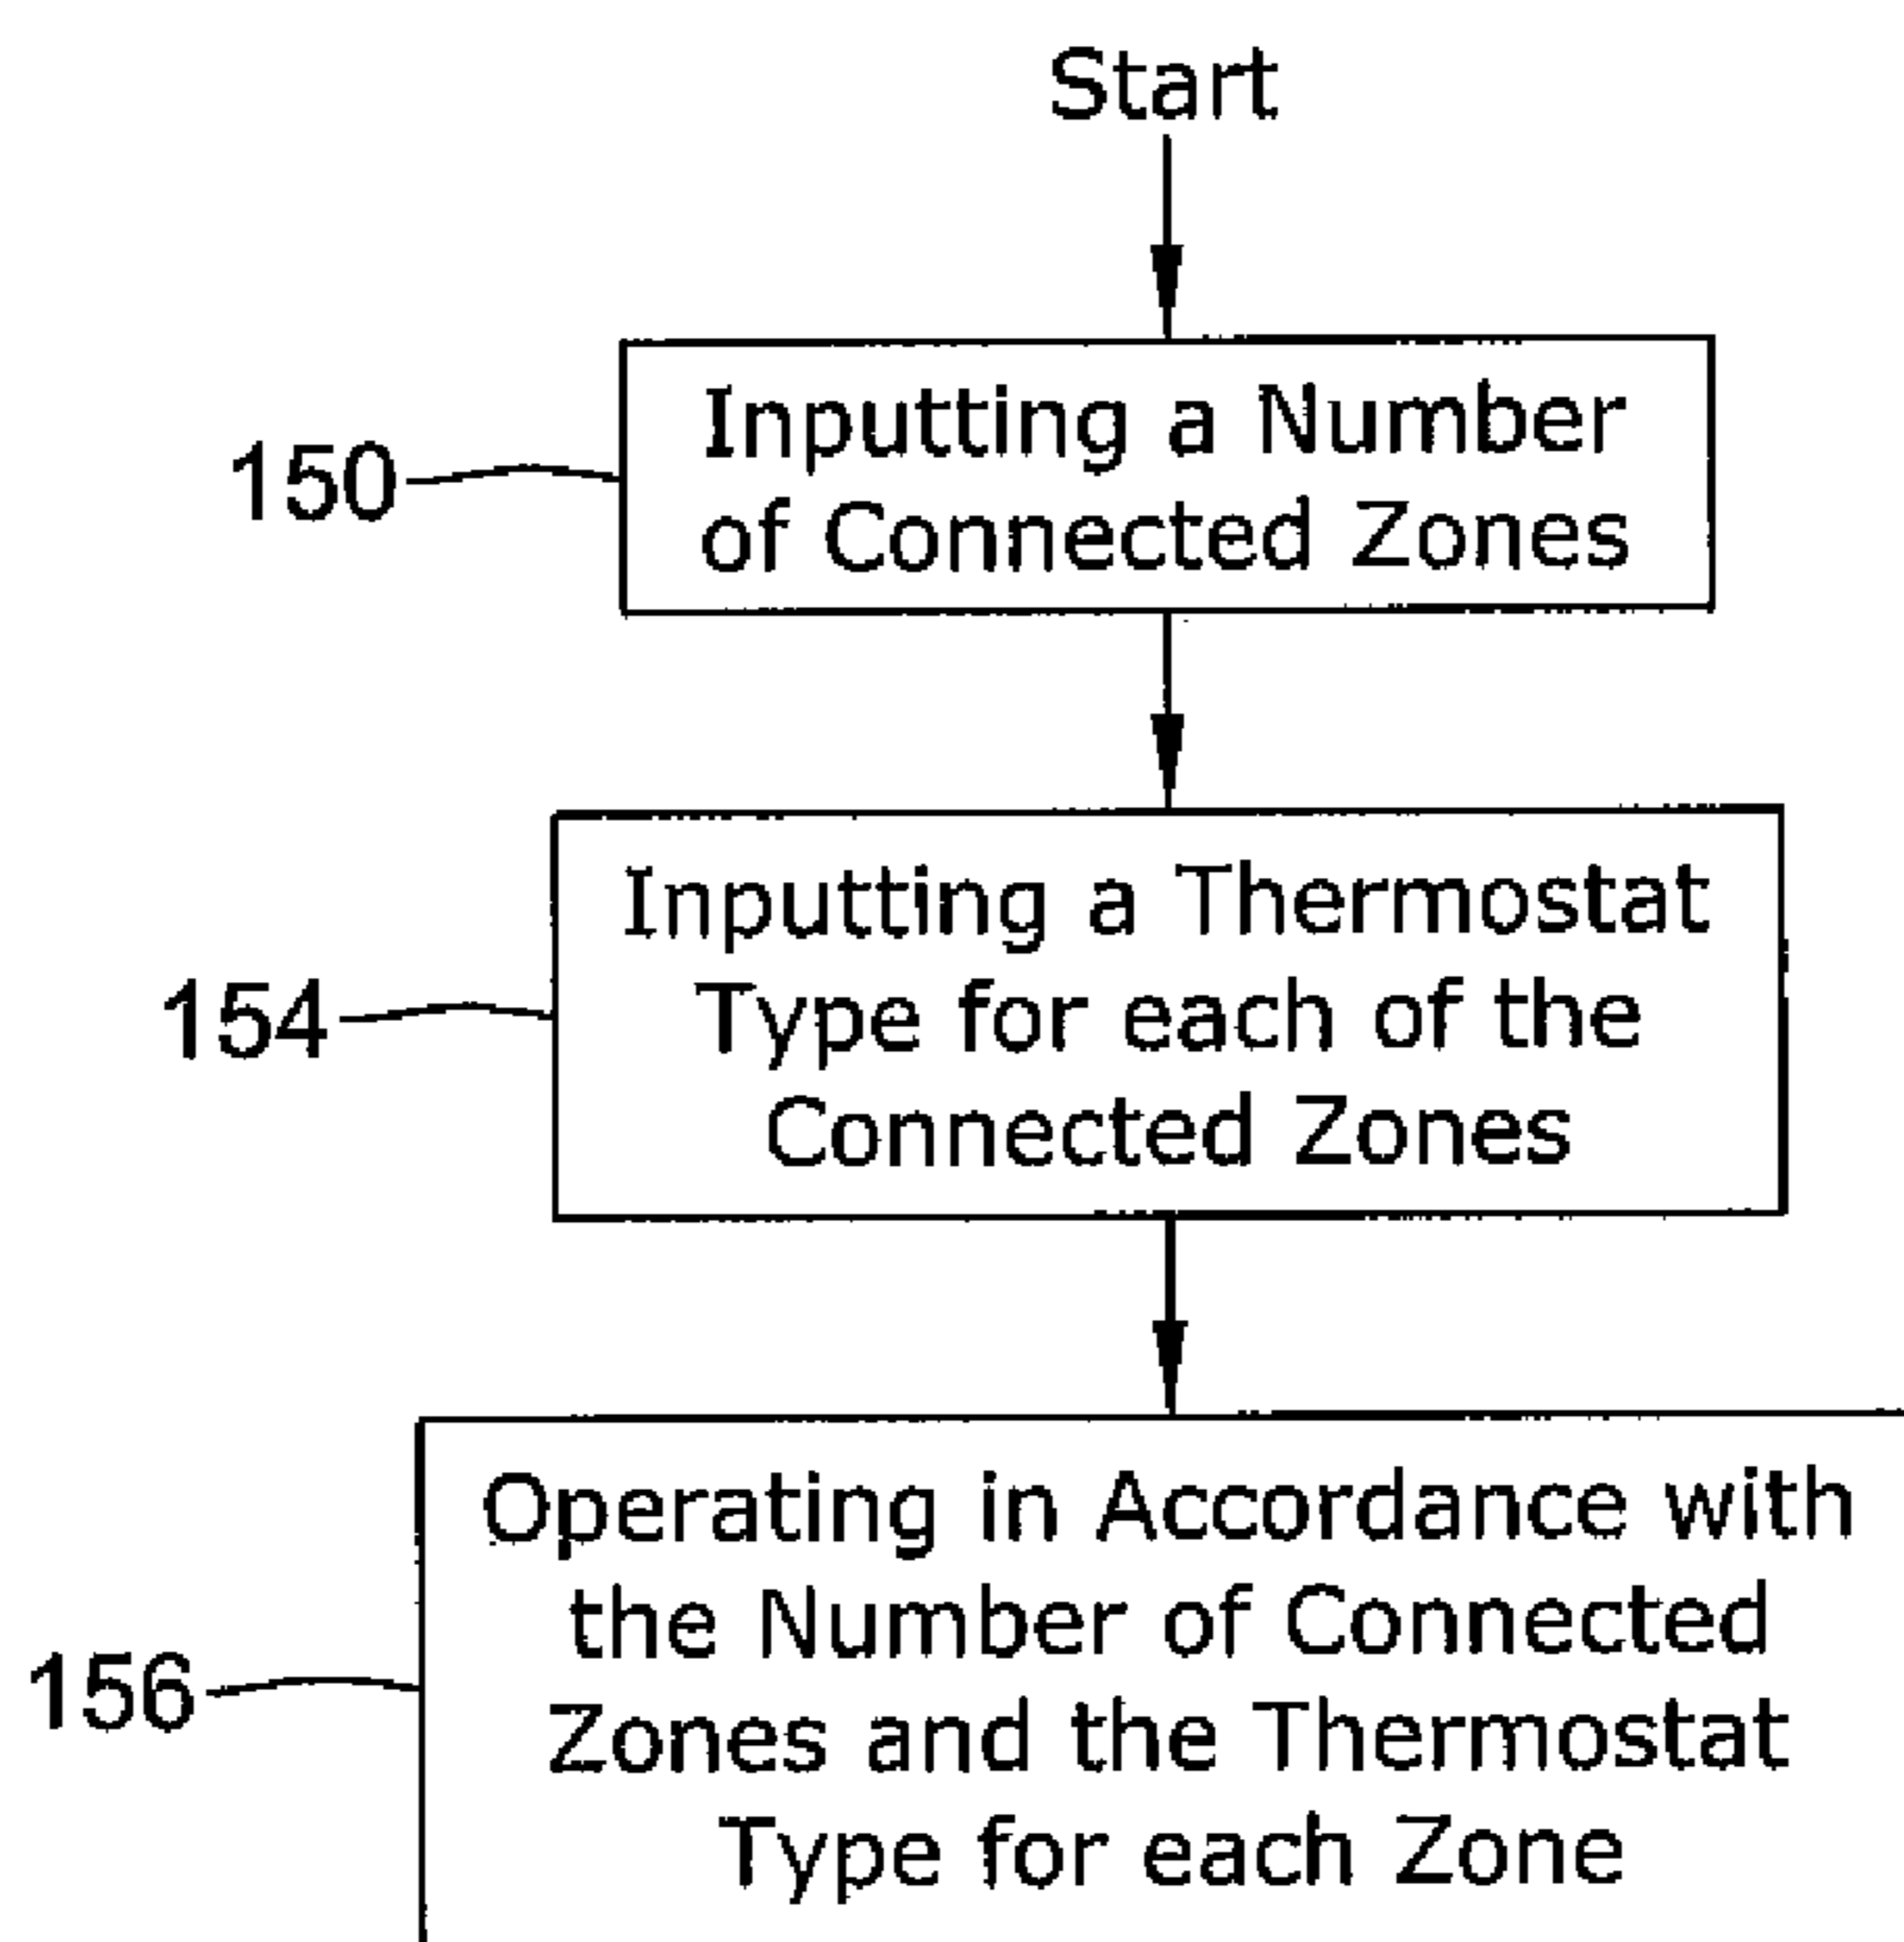 Start
150
Inputting a Number
of Connected Zones
154
Inputting a Thermostat
Type for each of the
Connected Zones
156
Operating in Accordance with
the Number of Connected
Zones and the Thermostat
Type for each Zone